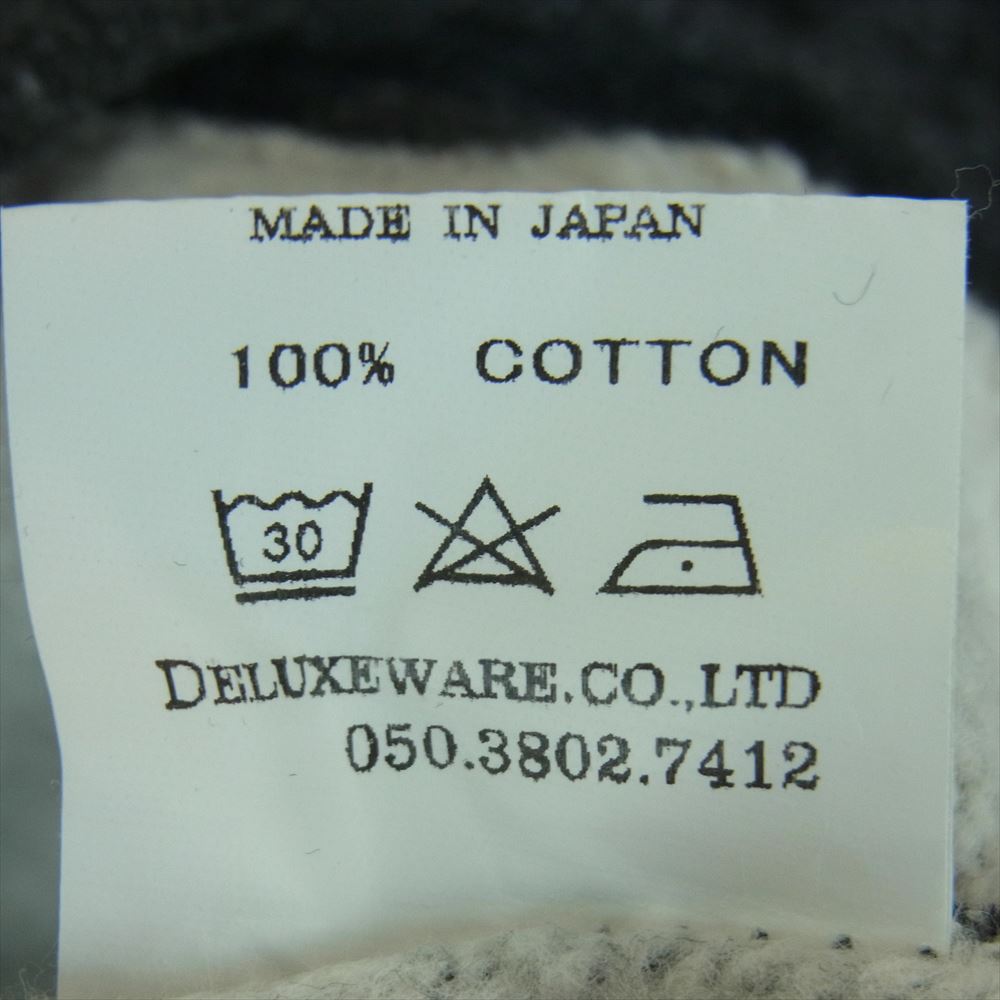 MADE IN JAPAN
100% COTTON
30
DELUXEWARE.CO.,LTD
050.3802.7412